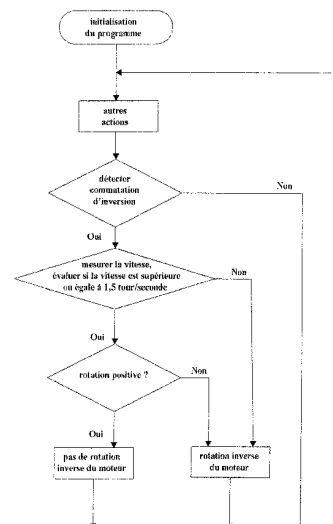 initialisation
du programme
autres
actions
détecter
commutation
d'inversion
Non
Oui
mesurer la vitesse,
évaluer si la vitesse est supérieure
ou égale à 1,5 tour/seconde
Non
Oui
rotation positive ?
Non
Oui
pas de rotation
inverse du moteur
rotation inverse
du moteur